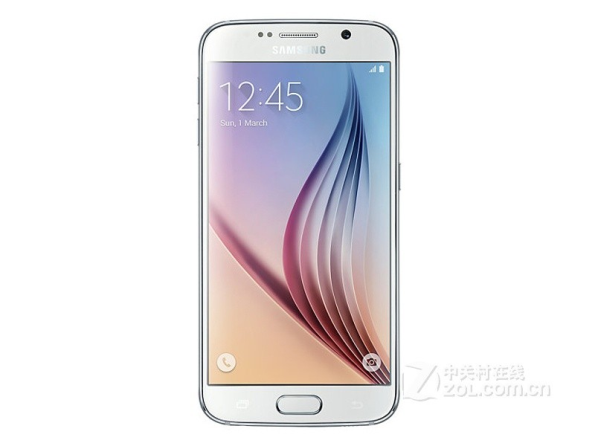 SAMSUNG
12:45
Sun, 1 March
中关村在线
ZOL.com.cn